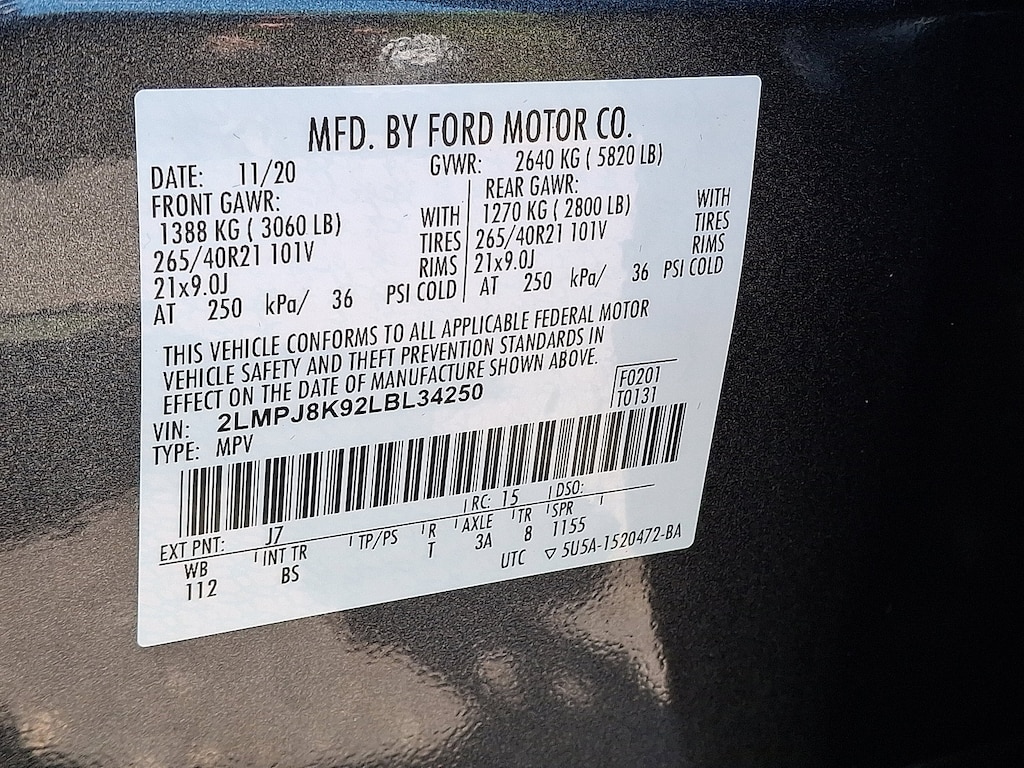 MFD. BY FORD MOTOR CO.
DATE: 11/20 GVWR: 2640 KG ( 5820 LB)
FRONT GAWR: REAR GAWR:
1388 KG ( 3060 LB) WITH 1270 KG ( 2800 LB) WITH
265/40R21 101V TIRES 265/40R21 101V TIRES
21x9.0J RIMS 21x9.0J RIMS
AT 250 kPa/ 36 PSI COLD AT 250 kPa/ 36 PSI COLD
THIS VEHICLE CONFORMS TO ALL APPLICABLE FEDERAL MOTOR
VEHICLE SAFETY AND THEFT PREVENTION STANDARDS IN
EFFECT ON THE DATE OF MANUFACTURE SHOWN ABOVE.
VIN: 2LMPJ8K92LBL34250 F0201
TYPE: MPV T0131
EXT PNT: J7 RC: 15 DSO:
WB INT TR TP/PS R AXLE TR SPR
112 BS T 3A 8 1155
UTC ▽ 5U5A-1520472-BA